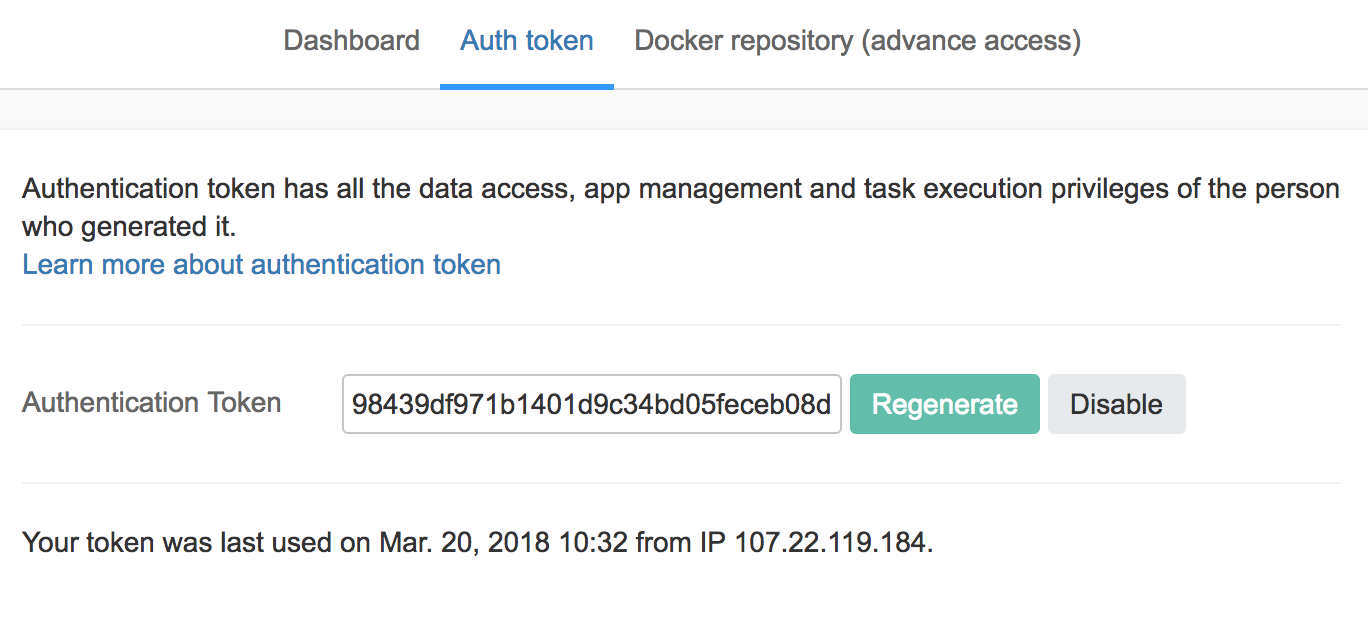 Dashboard Auth token Docker repository (advance access)
Authentication token has all the data access, app management and task execution privileges of the person
who generated it.
Learn more about authentication token
Authentication Token 98439df971b1401d9c34bd05feceb08d Regenerate Disable
Your token was last used on Mar. 20, 2018 10:32 from IP 107.22.119.184.